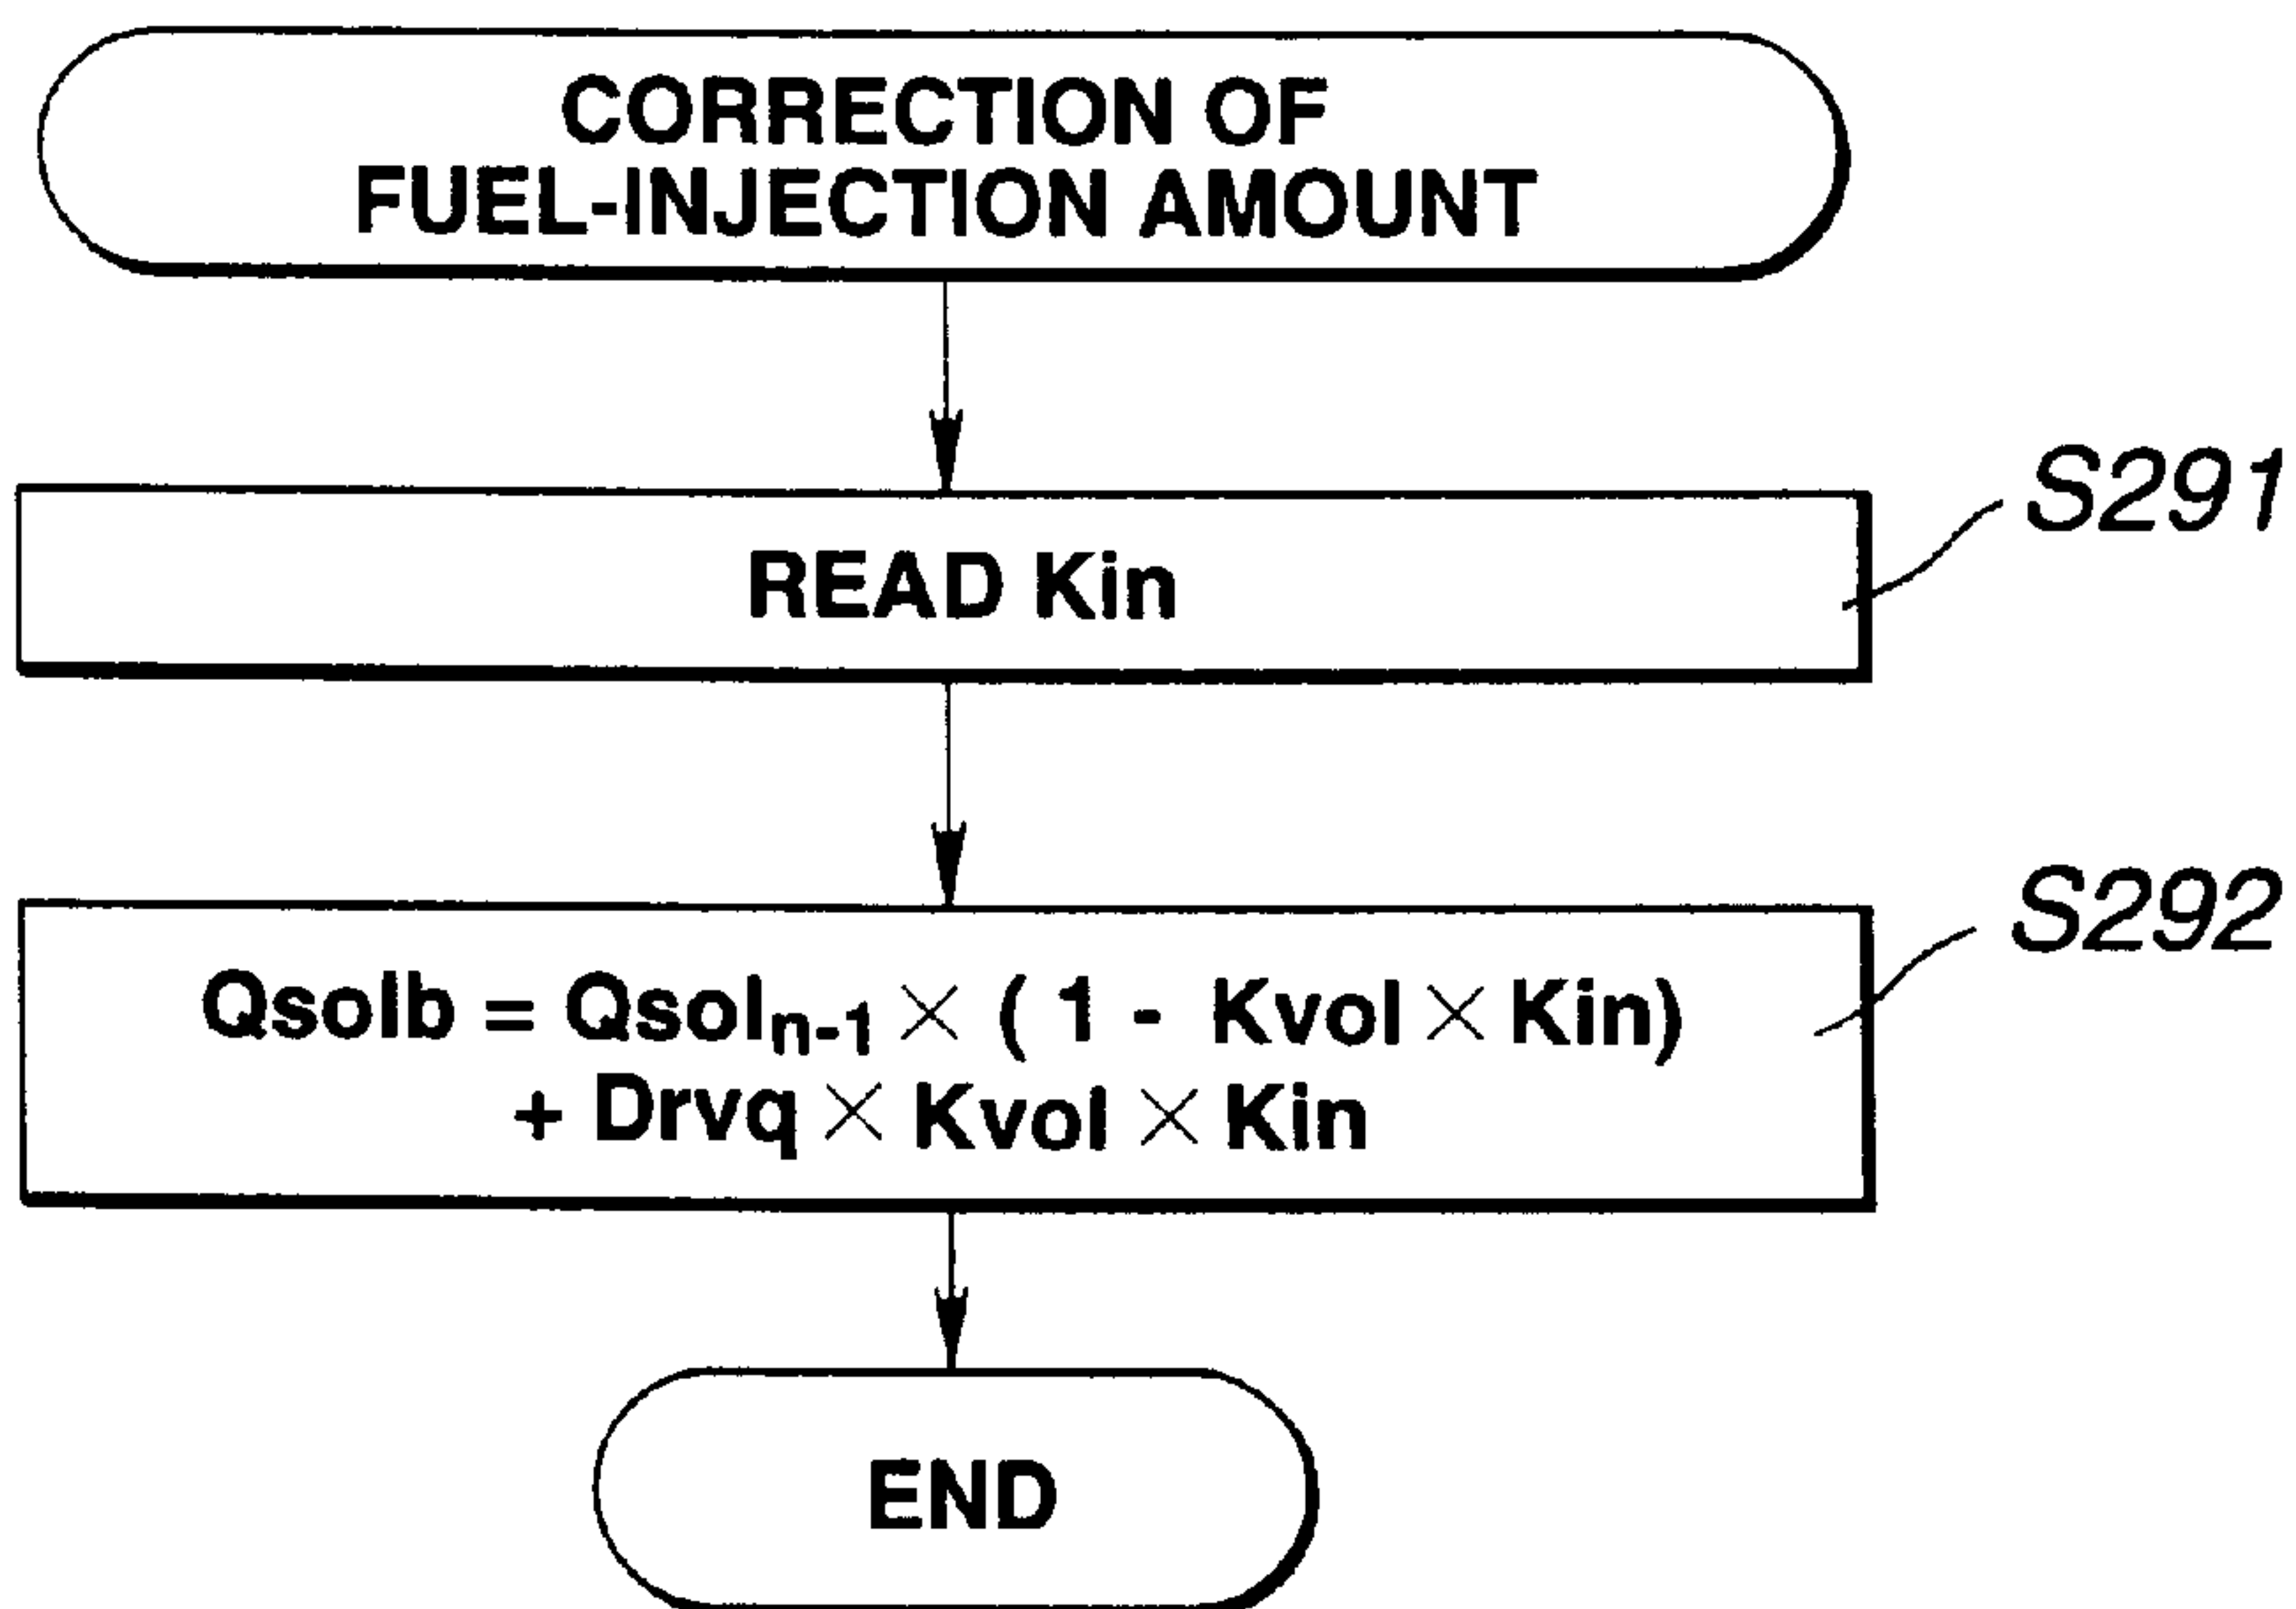 CORRECTION OF
FUEL-INJECTION AMOUNT
S291
READ Kin
S292
Qsolb = Qsolₙ₋₁ × ( 1 - Kvol × Kin)
+ Drvq × Kvol × Kin
END